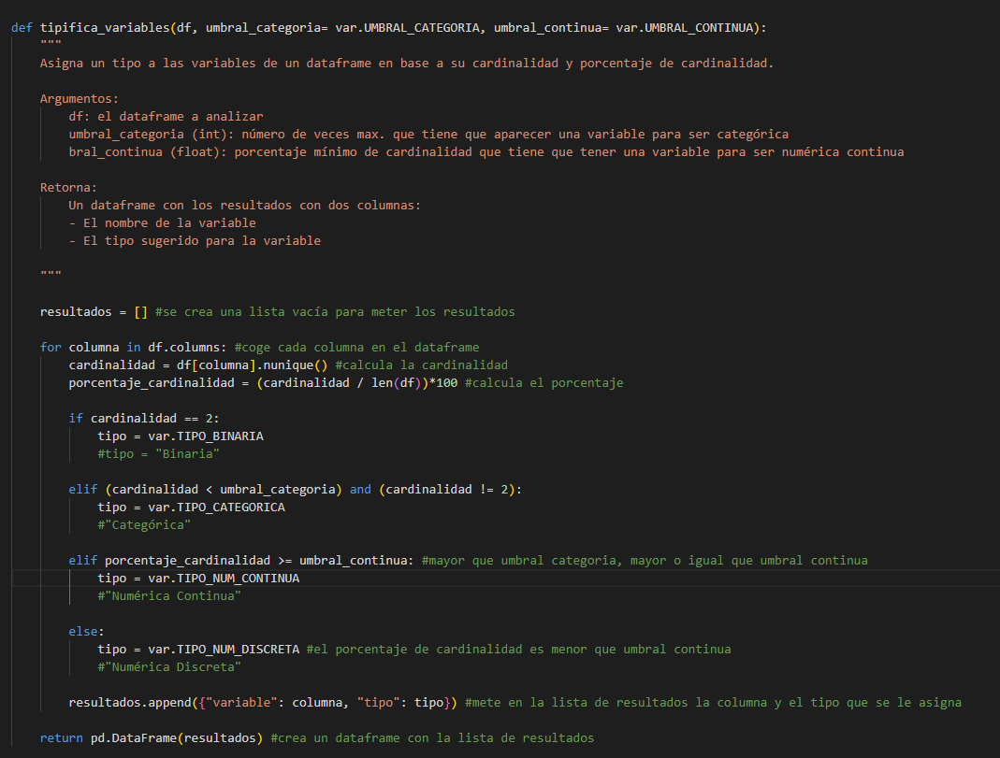 def tipifica_variables(df, umbral_categoria= var.UMBRAL_CATEGORIA, umbral_continua= var.UMBRAL_CONTINUA):
    """
    Asigna un tipo a las variables de un dataframe en base a su cardinalidad y porcentaje de cardinalidad.

    Argumentos:
        df: el dataframe a analizar
        umbral_categoria (int): número de veces max. que tiene que aparecer una variable para ser categórica
        bral_continua (float): porcentaje mínimo de cardinalidad que tiene que tener una variable para ser numérica continua

    Retorna:
        Un dataframe con los resultados con dos columnas:
        - El nombre de la variable
        - El tipo sugerido para la variable

    """

    resultados = [] #se crea una lista vacía para meter los resultados

    for columna in df.columns: #coge cada columna en el dataframe
        cardinalidad = df[columna].nunique() #calcula la cardinalidad
        porcentaje_cardinalidad = (cardinalidad / len(df))*100 #calcula el porcentaje

        if cardinalidad == 2:
            tipo = var.TIPO_BINARIA
            #tipo = "Binaria"

        elif (cardinalidad < umbral_categoria) and (cardinalidad != 2):
            tipo = var.TIPO_CATEGORICA
            #"Categórica"

        elif porcentaje_cardinalidad >= umbral_continua: #mayor que umbral categoria, mayor o igual que umbral continua
            tipo = var.TIPO_NUM_CONTINUA
            #"Numérica Continua"

        else:
            tipo = var.TIPO_NUM_DISCRETA #el porcentaje de cardinalidad es menor que umbral continua
            #"Numérica Discreta"

        resultados.append({"variable": columna, "tipo": tipo}) #mete en la lista de resultados la columna y el tipo que se le asigna

    return pd.DataFrame(resultados) #crea un dataframe con la lista de resultados